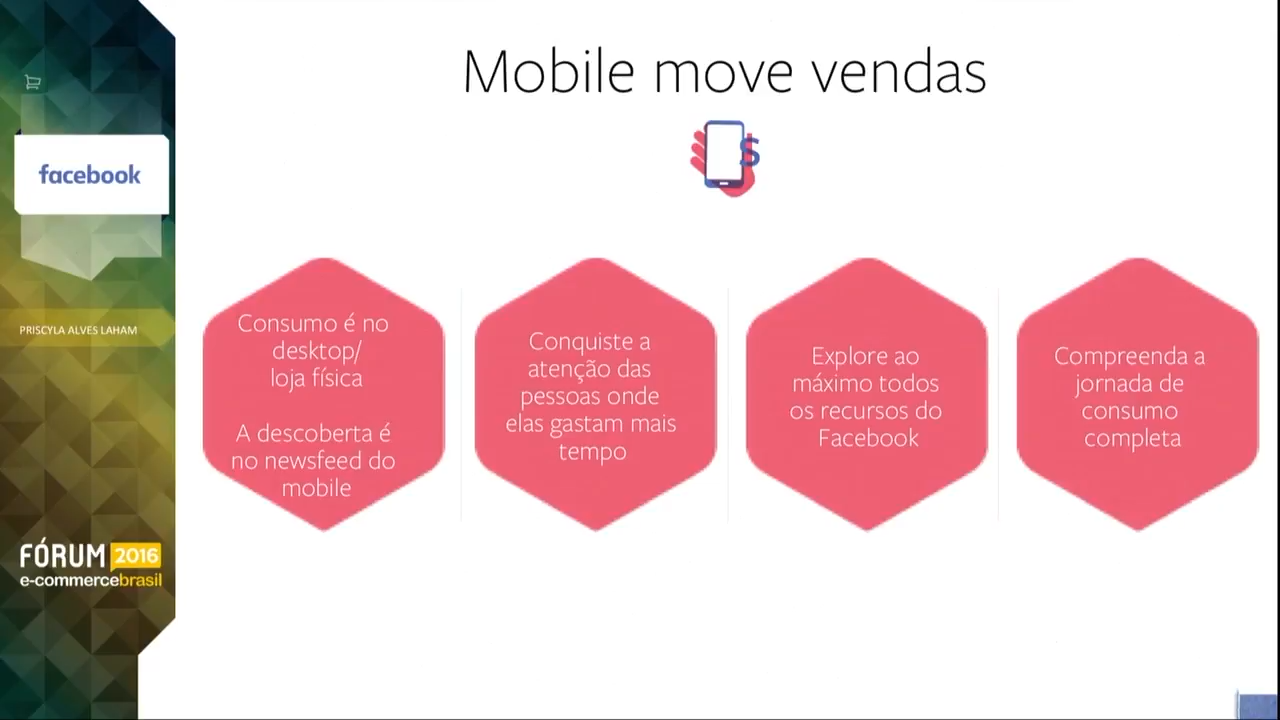 Mobile move vendas
facebook
PRISCYLA ALVES LAHAM
FÓRUM 2016
e-commercebrasil
Consumo é no
desktop/
loja física
A descoberta é
no newsfeed do
mobile
Conquiste a
atenção das
pessoas onde
elas gastam mais
tempo
Explore ao
máximo todos
os recursos do
Facebook
Compreenda a
jornada de
consumo
completa